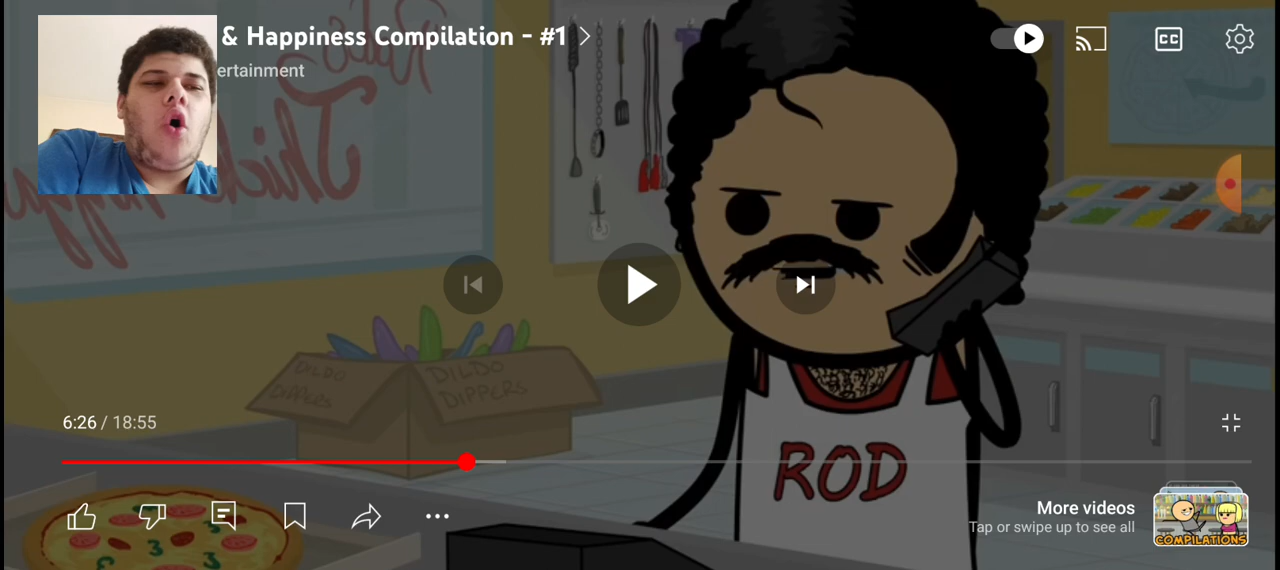 & Happiness Compilation - #1
ertainment
CC
DILDO
DIPPERS
DILDO
DIPPERS
6:26 / 18:55
ROD
More videos
Tap or swipe up to see all
COMPILATIONS